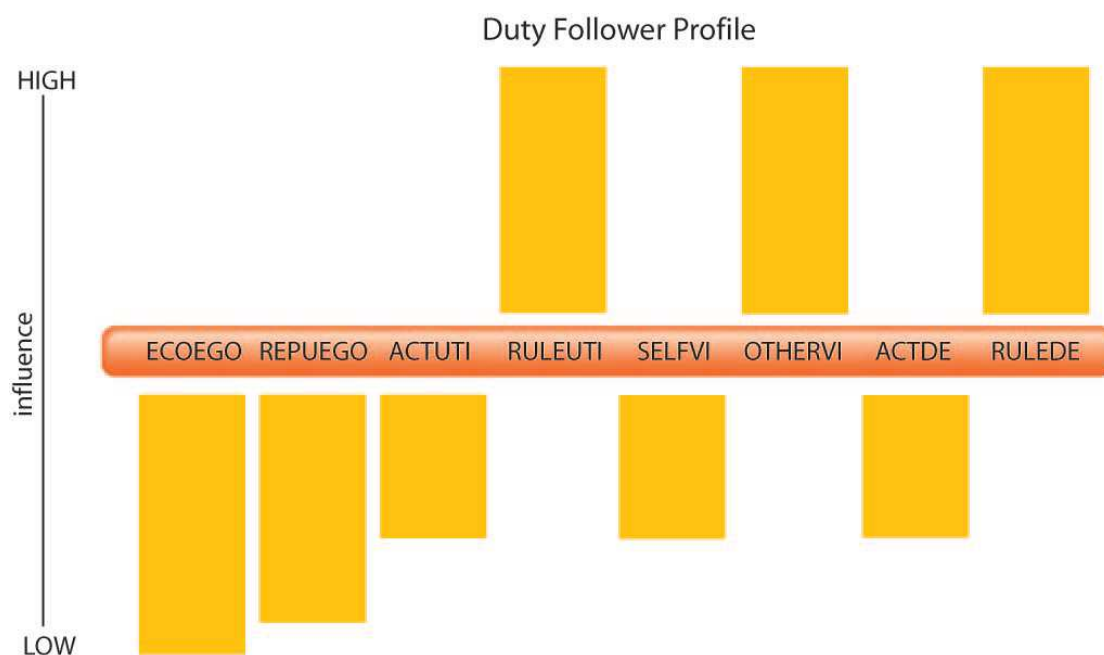 Duty Follower Profile
HIGH
influence
ECOEGO REPUEGO ACTUTI RULEUTI SELFVI OTHERVI ACTDE RULEDE
LOW